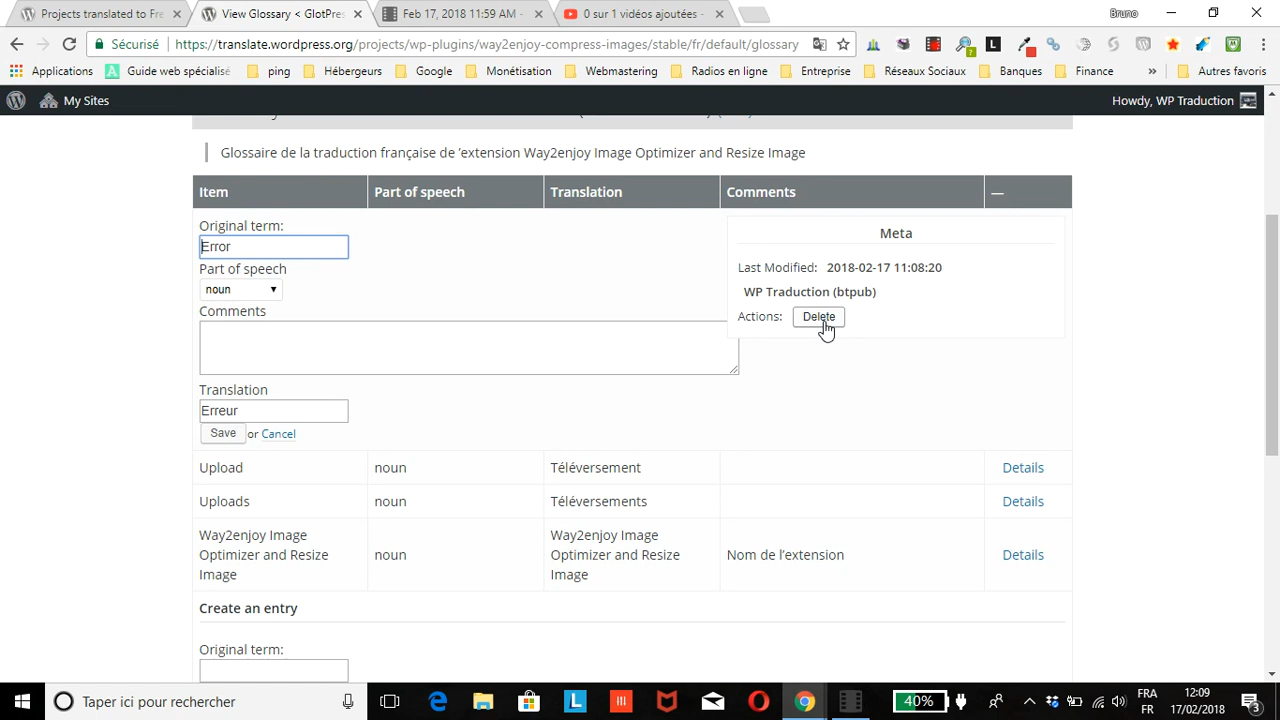 Projects translated to Fre
View Glossary < GlotPres
Feb 17, 2018 11:59 AM -
0 sur 1 vidéos ajoutées -
Bruno
Sécurisé
https://translate.wordpress.org/projects/wp-plugins/way2enjoy-compress-images/stable/fr/default/glossary
Applications
Guide web spécialisé
ping
Hébergeurs
Google
Monétisation
Webmastering
Radios en ligne
Entreprise
Réseaux Sociaux
Banques
Finance
»
Autres favoris
My Sites
Howdy, WP Traduction
Glossaire de la traduction française de ’extension Way2enjoy Image Optimizer and Resize Image
Item
Part of speech
Translation
Comments
—
Original term:
Error
Part of speech
noun
Comments
Translation
Erreur
Save or Cancel
Meta
Last Modified: 2018-02-17 11:08:20
WP Traduction (btpub)
Actions: Delete
Upload
noun
Téléversement
Details
Uploads
noun
Téléversements
Details
Way2enjoy Image
Optimizer and Resize
Image
noun
Way2enjoy Image
Optimizer and Resize
Image
Nom de l’extension
Details
Create an entry
Original term:
Taper ici pour rechercher
40%
FRA
FR
12:09
17/02/2018